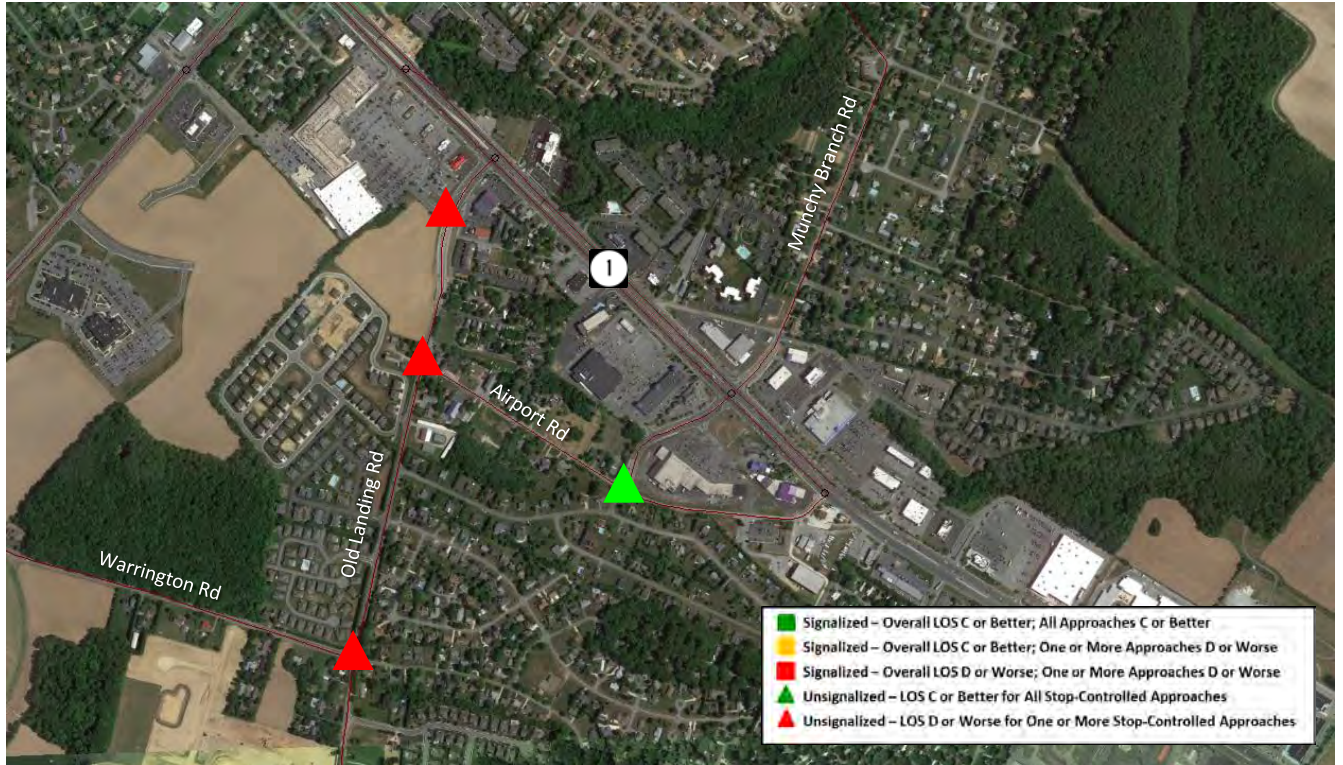 Munchy Branch Rd
1
Airport Rd
Old Landing Rd
Warrington Rd
Signalized – Overall LOS C or Better; All Approaches C or Better
Signalized – Overall LOS C or Better; One or More Approaches D or Worse
Signalized – Overall LOS D or Worse; One or More Approaches D or Worse
Unsignalized – LOS C or Better for All Stop-Controlled Approaches
Unsignalized – LOS D or Worse for One or More Stop-Controlled Approaches